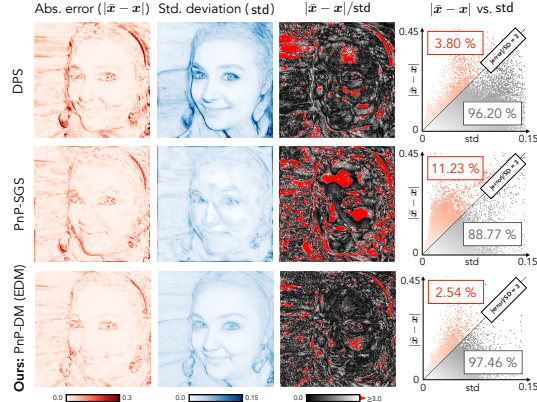 Abs. error (|x̄ − x|) Std. deviation (std) |x̄ − x|/std |x̄ − x| vs. std
DPS
0.45
3.80 %
|error|/SD = 3
|x̄ − x|
96.20 %
0
std
0.15
PnP-SGS
0.45
11.23 %
|error|/SD = 3
|x̄ − x|
88.77 %
0
std
0.15
Ours: PnP-DM (EDM)
0.45
2.54 %
|error|/SD = 3
|x̄ − x|
97.46 %
0
std
0.15
0.0 0.3 0.0 0.15 0.0 ≥3.0